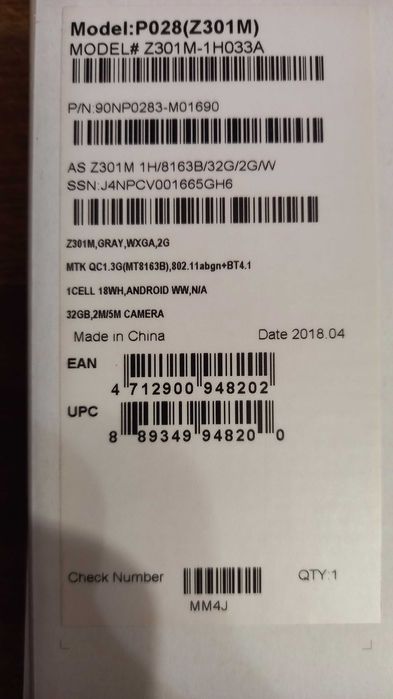 Model:P028(Z301M)
MODEL# Z301M-1H033A
P/N:90NP0283-M01690
AS Z301M 1H/8163B/32G/2G/W
SSN:J4NPCV001665GH6
Z301M,GRAY,WXGA,2G
MTK QC1.3G(MT8163B),802.11abgn+BT4.1
1CELL 18WH,ANDROID WW,N/A
32GB,2M/5M CAMERA
Made in China Date 2018.04
EAN
4 712900 948202
UPC
8 89349 94820 0
Check Number QTY:1
MM4J